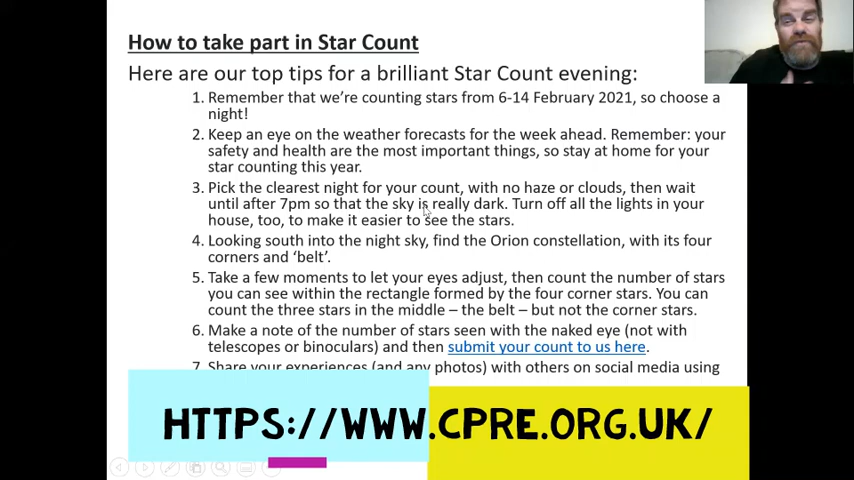 How to take part in Star Count
Here are our top tips for a brilliant Star Count evening:
1. Remember that we're counting stars from 6-14 February 2021, so choose a
night!
2. Keep an eye on the weather forecasts for the week ahead. Remember: your
safety and health are the most important things, so stay at home for your
star counting this year.
3. Pick the clearest night for your count, with no haze or clouds, then wait
until after 7pm so that the sky is really dark. Turn off all the lights in your
house, too, to make it easier to see the stars.
4. Looking south into the night sky, find the Orion constellation, with its four
corners and ‘belt’.
5. Take a few moments to let your eyes adjust, then count the number of stars
you can see within the rectangle formed by the four corner stars. You can
count the three stars in the middle – the belt – but not the corner stars.
6. Make a note of the number of stars seen with the naked eye (not with
telescopes or binoculars) and then submit your count to us here.
7. Share your experiences (and any photos) with others on social media using
HTTPS://WWW.CPRE.ORG.UK/